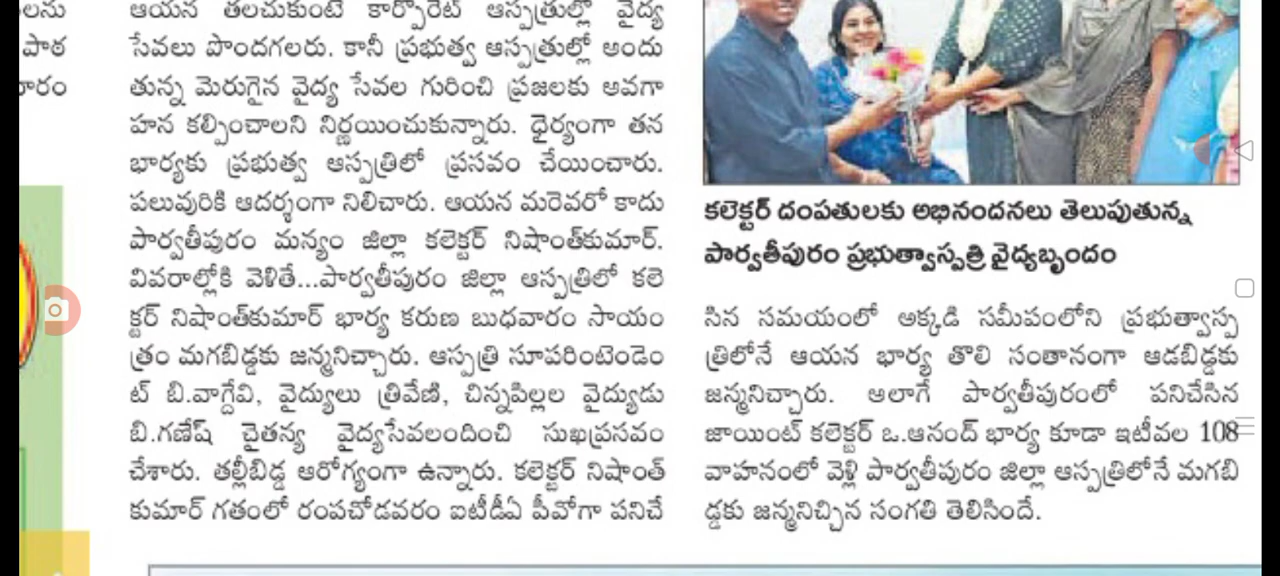 లను
పాఠ
ారం
ఆయన తలచుకుంటే కార్పొరేట్ ఆస్పత్రుల్లో వైద్య
సేవలు పొందగలరు. కానీ ప్రభుత్వ ఆస్పత్రుల్లో అందు
తున్న మెరుగైన వైద్య సేవల గురించి ప్రజలకు అవగా
హన కల్పించాలని నిర్ణయించుకున్నారు. ధైర్యంగా తన
భార్యకు ప్రభుత్వ ఆస్పత్రిలో ప్రసవం చేయించారు.
పలువురికి ఆదర్శంగా నిలిచారు. ఆయన మరెవరో కాదు
పార్వతీపురం మన్యం జిల్లా కలెక్టర్ నిషాంత్‌కుమార్.
వివరాల్లోకి వెళితే...పార్వతీపురం జిల్లా ఆస్పత్రిలో కలె
క్టర్ నిషాంత్‌కుమార్ భార్య కరుణ బుధవారం సాయం
త్రం మగబిడ్డకు జన్మనిచ్చారు. ఆస్పత్రి సూపరింటెండెం
ట్ బి.వాగ్దేవి, వైద్యులు త్రివేణి, చిన్నపిల్లల వైద్యుడు
బి.గణేష్ చైతన్య వైద్యసేవలందించి సుఖప్రసవం
చేశారు. తల్లీబిడ్డ ఆరోగ్యంగా ఉన్నారు. కలెక్టర్ నిషాంత్
కుమార్ గతంలో రంపచోడవరం ఐటీడీఏ పీవోగా పనిచే
కలెక్టర్ దంపతులకు అభినందనలు తెలుపుతున్న
పార్వతీపురం ప్రభుత్వాస్పత్రి వైద్యబృందం
సిన సమయంలో అక్కడి సమీపంలోని ప్రభుత్వాస్ప
త్రిలోనే ఆయన భార్య తొలి సంతానంగా ఆడబిడ్డకు
జన్మనిచ్చారు. అలాగే పార్వతీపురంలో పనిచేసిన
జాయింట్ కలెక్టర్ ఒ.ఆనంద్ భార్య కూడా ఇటీవల 108
వాహనంలో వెళ్లి పార్వతీపురం జిల్లా ఆస్పత్రిలోనే మగబి
డ్డకు జన్మనిచ్చిన సంగతి తెలిసిందే.